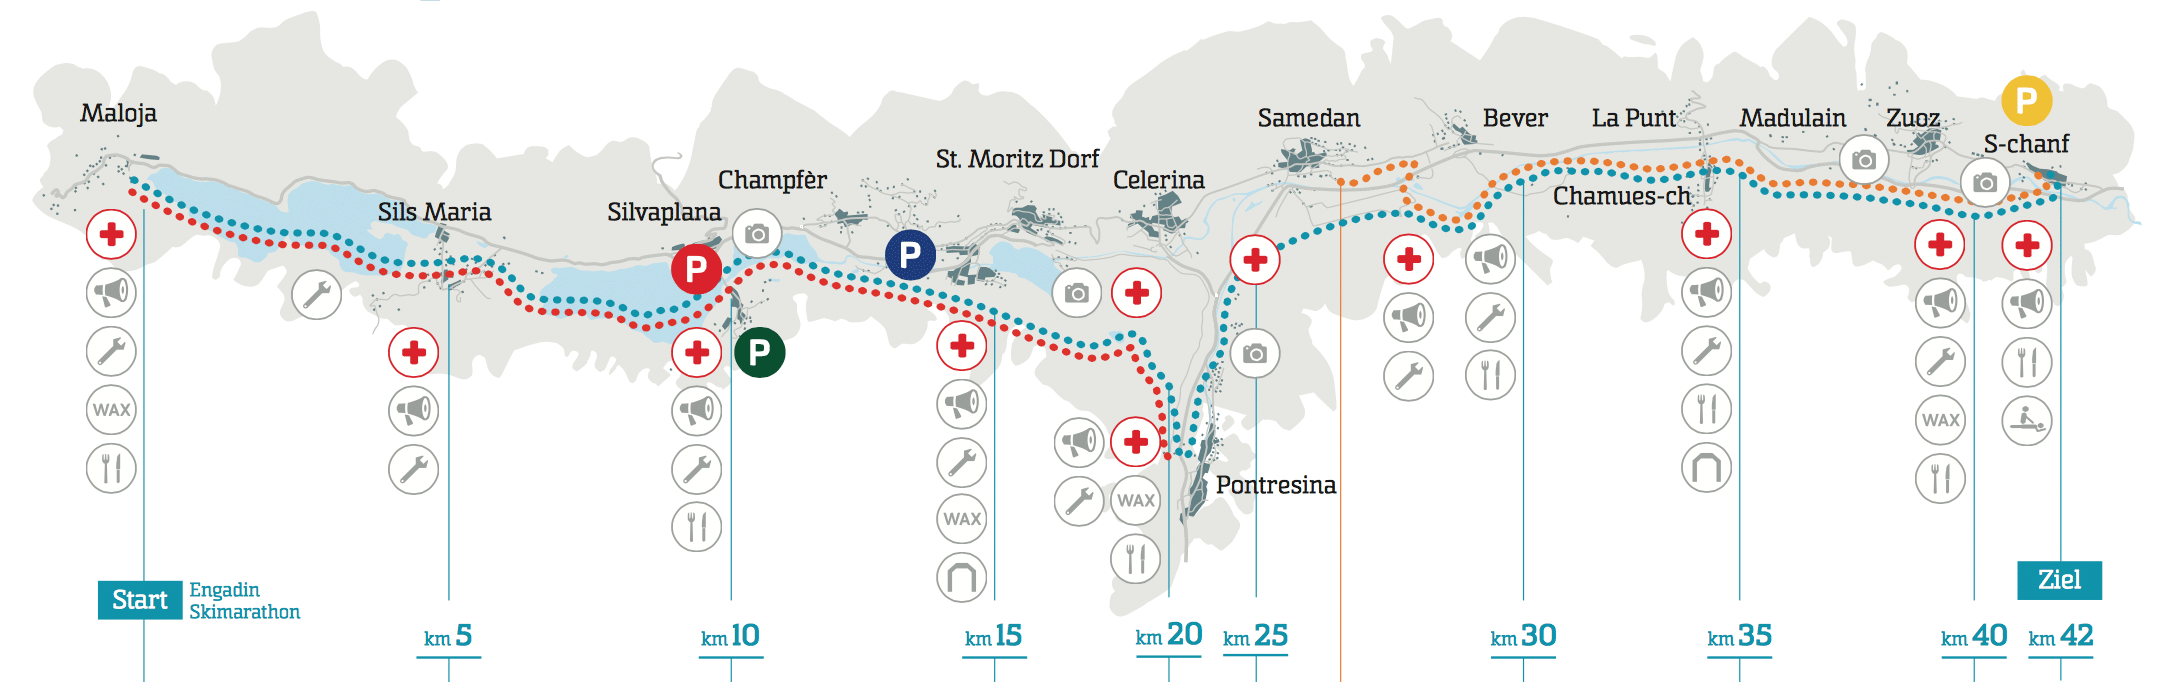 Maloja
Sils Maria
Silvaplana
Champfèr
St. Moritz Dorf
Celerina
Samedan
Bever
La Punt
Chamues-ch
Madulain
Zuoz
S-chanf
Pontresina
P
P
P
P
WAX
WAX
WAX
WAX
Start
Engadin
Skimarathon
Ziel
km 5
km 10
km 15
km 20
km 25
km 30
km 35
km 40
km 42